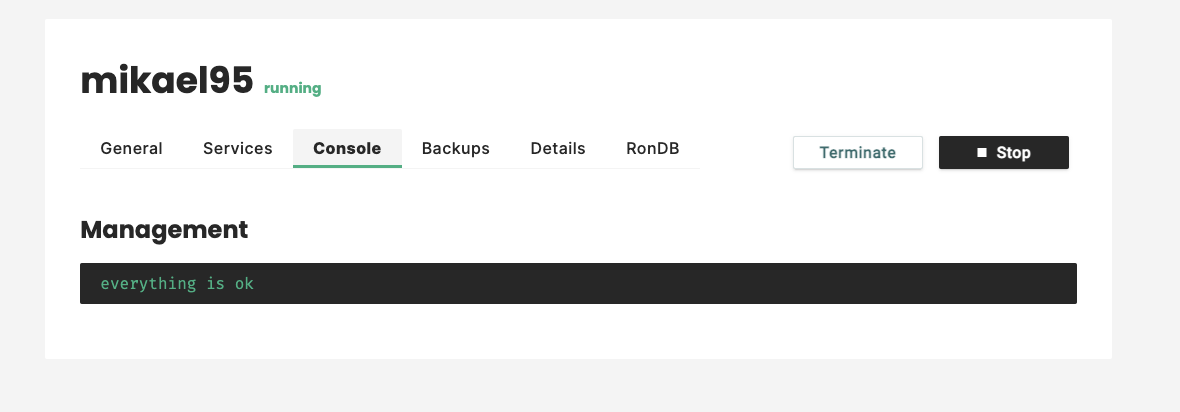 mikael95 running
General Services Console Backups Details RonDB Terminate Stop
Management
everything is ok